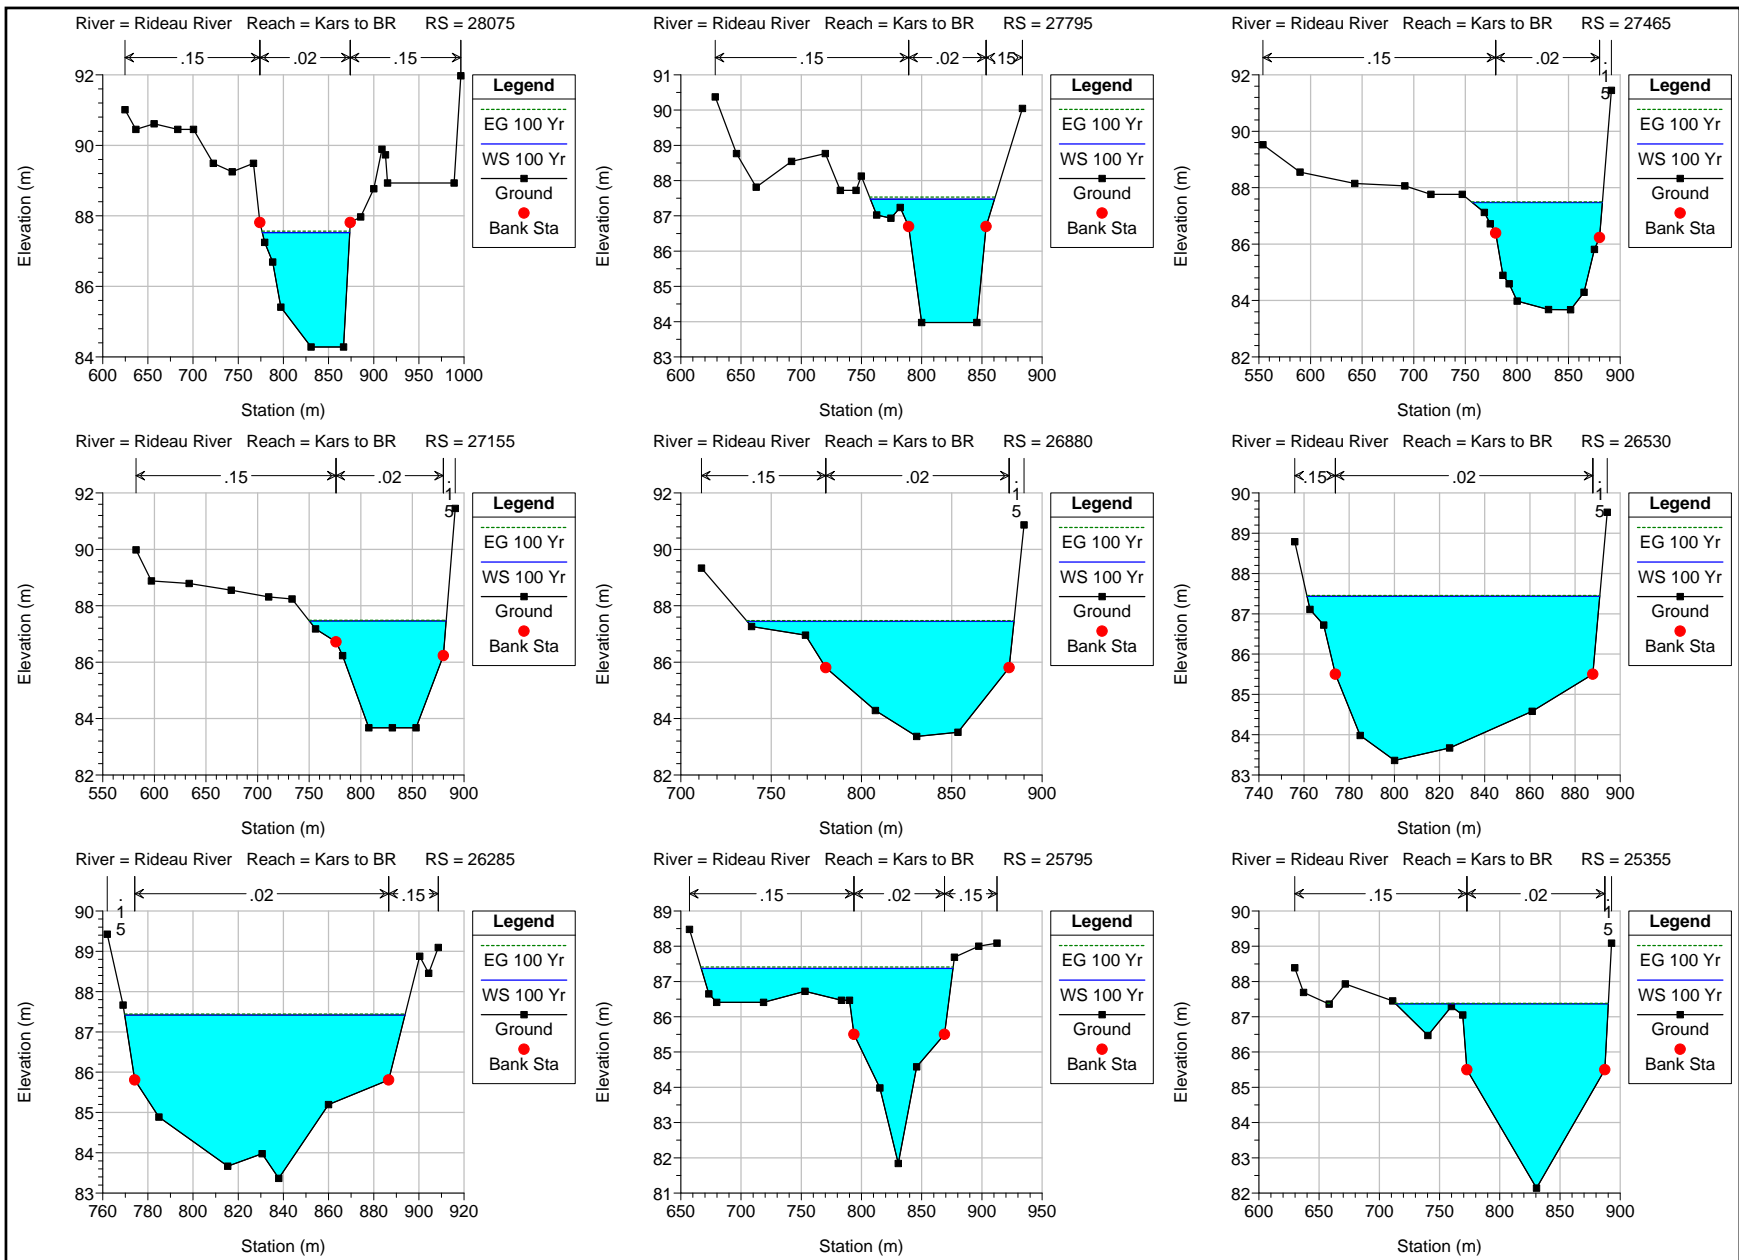 River = Rideau River Reach = Kars to BR RS = 28075
.15 .02 .15
Legend
EG 100 Yr
WS 100 Yr
Ground
Bank Sta
Elevation (m)
92
90
88
86
84
600 650 700 750 800 850 900 950 1000
Station (m)
River = Rideau River Reach = Kars to BR RS = 27795
.15 .02 .15
Legend
EG 100 Yr
WS 100 Yr
Ground
Bank Sta
Elevation (m)
91
90
89
88
87
86
85
84
83
600 650 700 750 800 850 900
Station (m)
River = Rideau River Reach = Kars to BR RS = 27465
.15 .02 .15
Legend
EG 100 Yr
WS 100 Yr
Ground
Bank Sta
Elevation (m)
92
90
88
86
84
82
550 600 650 700 750 800 850 900
Station (m)
River = Rideau River Reach = Kars to BR RS = 27155
.15 .02 .15
Legend
EG 100 Yr
WS 100 Yr
Ground
Bank Sta
Elevation (m)
92
90
88
86
84
82
550 600 650 700 750 800 850 900
Station (m)
River = Rideau River Reach = Kars to BR RS = 26880
.15 .02 .15
Legend
EG 100 Yr
WS 100 Yr
Ground
Bank Sta
Elevation (m)
92
90
88
86
84
82
700 750 800 850 900
Station (m)
River = Rideau River Reach = Kars to BR RS = 26530
.15 .02 .15
Legend
EG 100 Yr
WS 100 Yr
Ground
Bank Sta
Elevation (m)
90
89
88
87
86
85
84
83
740 760 780 800 820 840 860 880 900
Station (m)
River = Rideau River Reach = Kars to BR RS = 26285
.15 .02 .15
Legend
EG 100 Yr
WS 100 Yr
Ground
Bank Sta
Elevation (m)
90
89
88
87
86
85
84
83
760 780 800 820 840 860 880 900 920
Station (m)
River = Rideau River Reach = Kars to BR RS = 25795
.15 .02 .15
Legend
EG 100 Yr
WS 100 Yr
Ground
Bank Sta
Elevation (m)
89
88
87
86
85
84
83
82
81
650 700 750 800 850 900 950
Station (m)
River = Rideau River Reach = Kars to BR RS = 25355
.15 .02 .15
Legend
EG 100 Yr
WS 100 Yr
Ground
Bank Sta
Elevation (m)
90
89
88
87
86
85
84
83
82
600 650 700 750 800 850 900
Station (m)